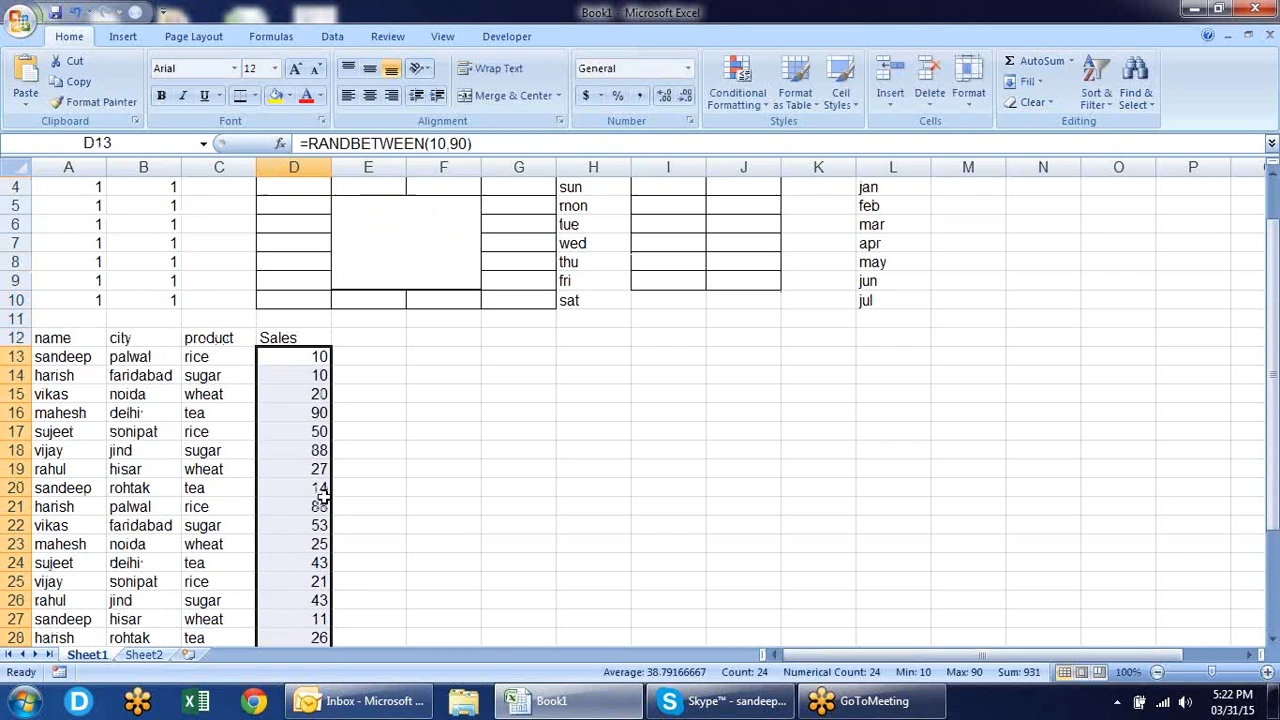 Book1 - Microsoft Excel
Home Insert Page Layout Formulas Data Review View Developer
Paste Cut Copy Format Painter Clipboard
Arial 12 B I U A Font
Wrap Text Merge & Center Alignment
General $ % , Number
Conditional Formatting Format as Table Cell Styles Styles
Insert Delete Format Cells
Σ AutoSum Fill Clear Sort & Filter Find & Select Editing
D13 fx =RANDBETWEEN(10,90)
A B C D E F G H I J K L M N O P
4 1 1 sun jan
5 1 1 mon feb
6 1 1 tue mar
7 1 1 wed apr
8 1 1 thu may
9 1 1 fri jun
10 1 1 sat jul
11
12 name city product Sales
13 sandeep palwal rice 10
14 harish faridabad sugar 10
15 vikas noida wheat 20
16 mahesh delhi tea 90
17 sujeet sonipat rice 50
18 vijay jind sugar 88
19 rahul hisar wheat 27
20 sandeep rohtak tea 14
21 harish palwal rice
22 vikas faridabad sugar 53
23 mahesh noida wheat 25
24 sujeet delhi tea 43
25 vijay sonipat rice 21
26 rahul jind sugar 43
27 sandeep hisar wheat 11
28 harish rohtak tea 26
Sheet1 Sheet2
Ready Average: 38.79166667 Count: 24 Numerical Count: 24 Min: 10 Max: 90 Sum: 931 100%
Inbox - Microsoft ... Book1 Skype™ - sandeep... GoToMeeting 5:22 PM
03/31/15